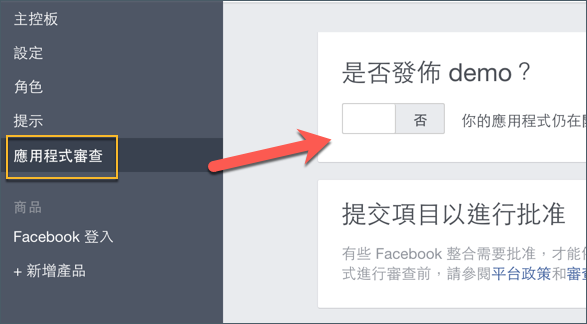 主控板
設定
角色
提示
應用程式審查
商品
Facebook 登入
+ 新增產品
是否發佈 demo？
否
你的應用程式仍在
提交項目以進行批准
有些 Facebook 整合需要批准，才能
式進行審查前，請參閱平台政策和審